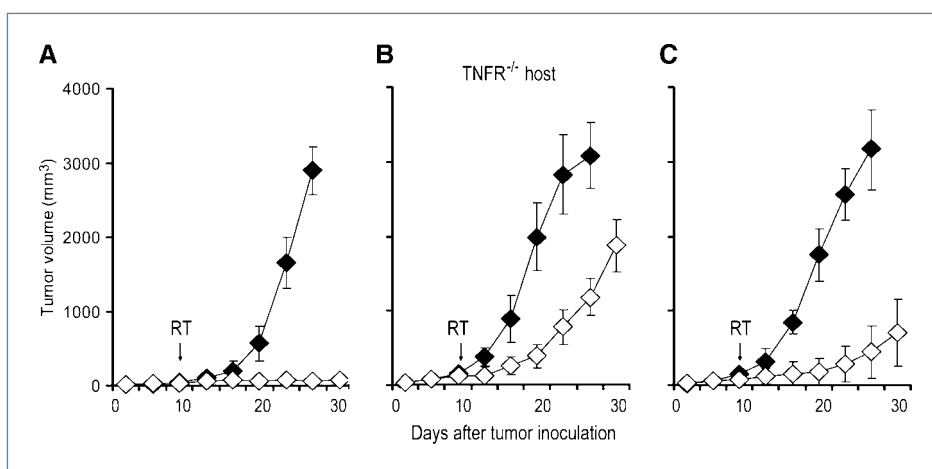 A
B
C
TNFR-/- host
4000
3000
2000
1000
0
Tumor volume (mm3)
RT
RT
RT
0 10 20 30
0 10 20 30
0 10 20 30
Days after tumor inoculation